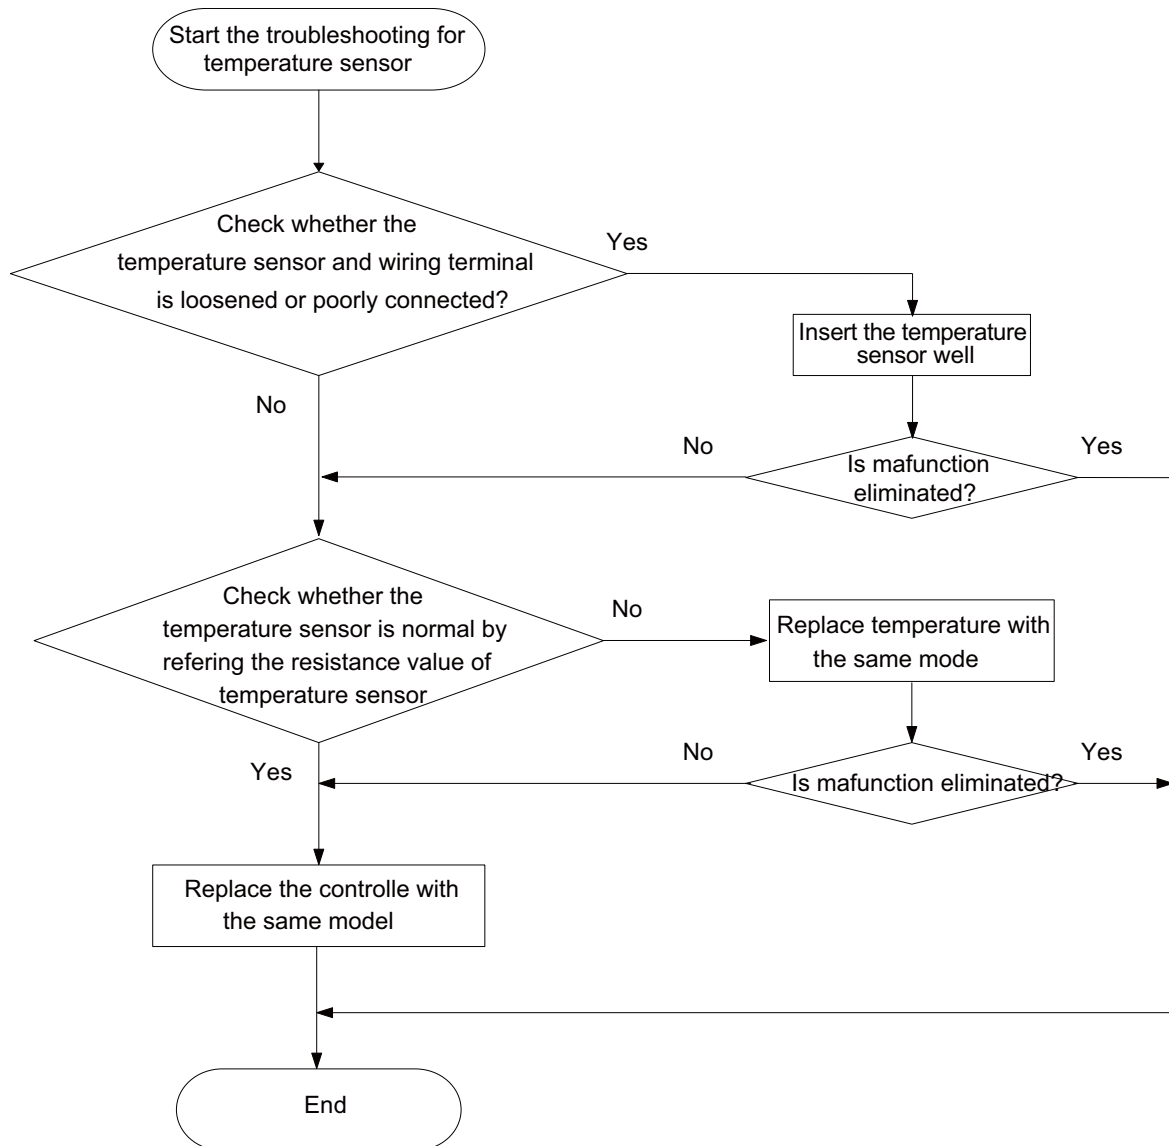 Start the troubleshooting for
temperature sensor
Check whether the
temperature sensor and wiring terminal
is loosened or poorly connected?
Yes
Insert the temperature
sensor well
No
No
Is mafunction
eliminated?
Yes
Check whether the
temperature sensor is normal by
refering the resistance value of
temperature sensor
No
Replace temperature with
the same mode
Yes
No
Is mafunction eliminated?
Yes
Replace the controlle with
the same model
End